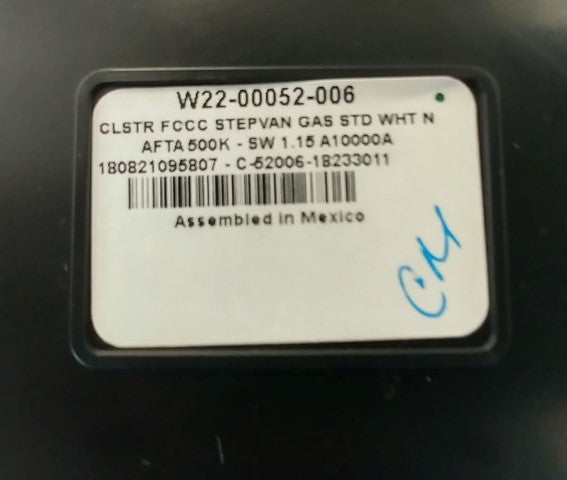 W22-00052-006
CLSTR FCCC STEPVAN GAS STD WHT N
AFTA 500K - SW 1.15 A10000A
180821095807 - C-52006-18233011
Assembled in Mexico
CM